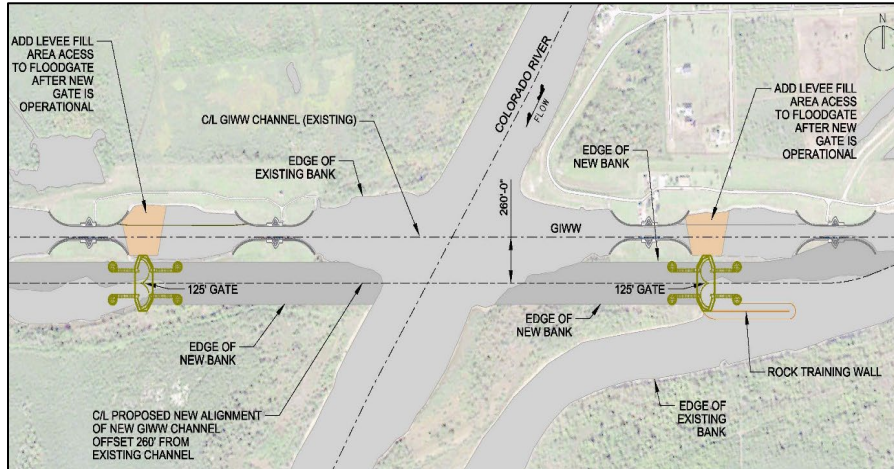 ADD LEVEE FILL
AREA ACESS
TO FLOODGATE
AFTER NEW
GATE IS
OPERATIONAL
C/L GIWW CHANNEL (EXISTING)
EDGE OF
EXISTING BANK
COLORADO RIVER
FLOW
260'-0"
EDGE OF
NEW BANK
ADD LEVEE FILL
AREA ACESS
TO FLOODGATE
AFTER NEW
GATE IS
OPERATIONAL
GIWW
125' GATE
125' GATE
EDGE OF
NEW BANK
EDGE OF
NEW BANK
ROCK TRAINING WALL
C/L PROPOSED NEW ALIGNMENT
OF NEW GIWW CHANNEL
OFFSET 260' FROM
EXISTING CHANNEL
EDGE OF
EXISTING
BANK